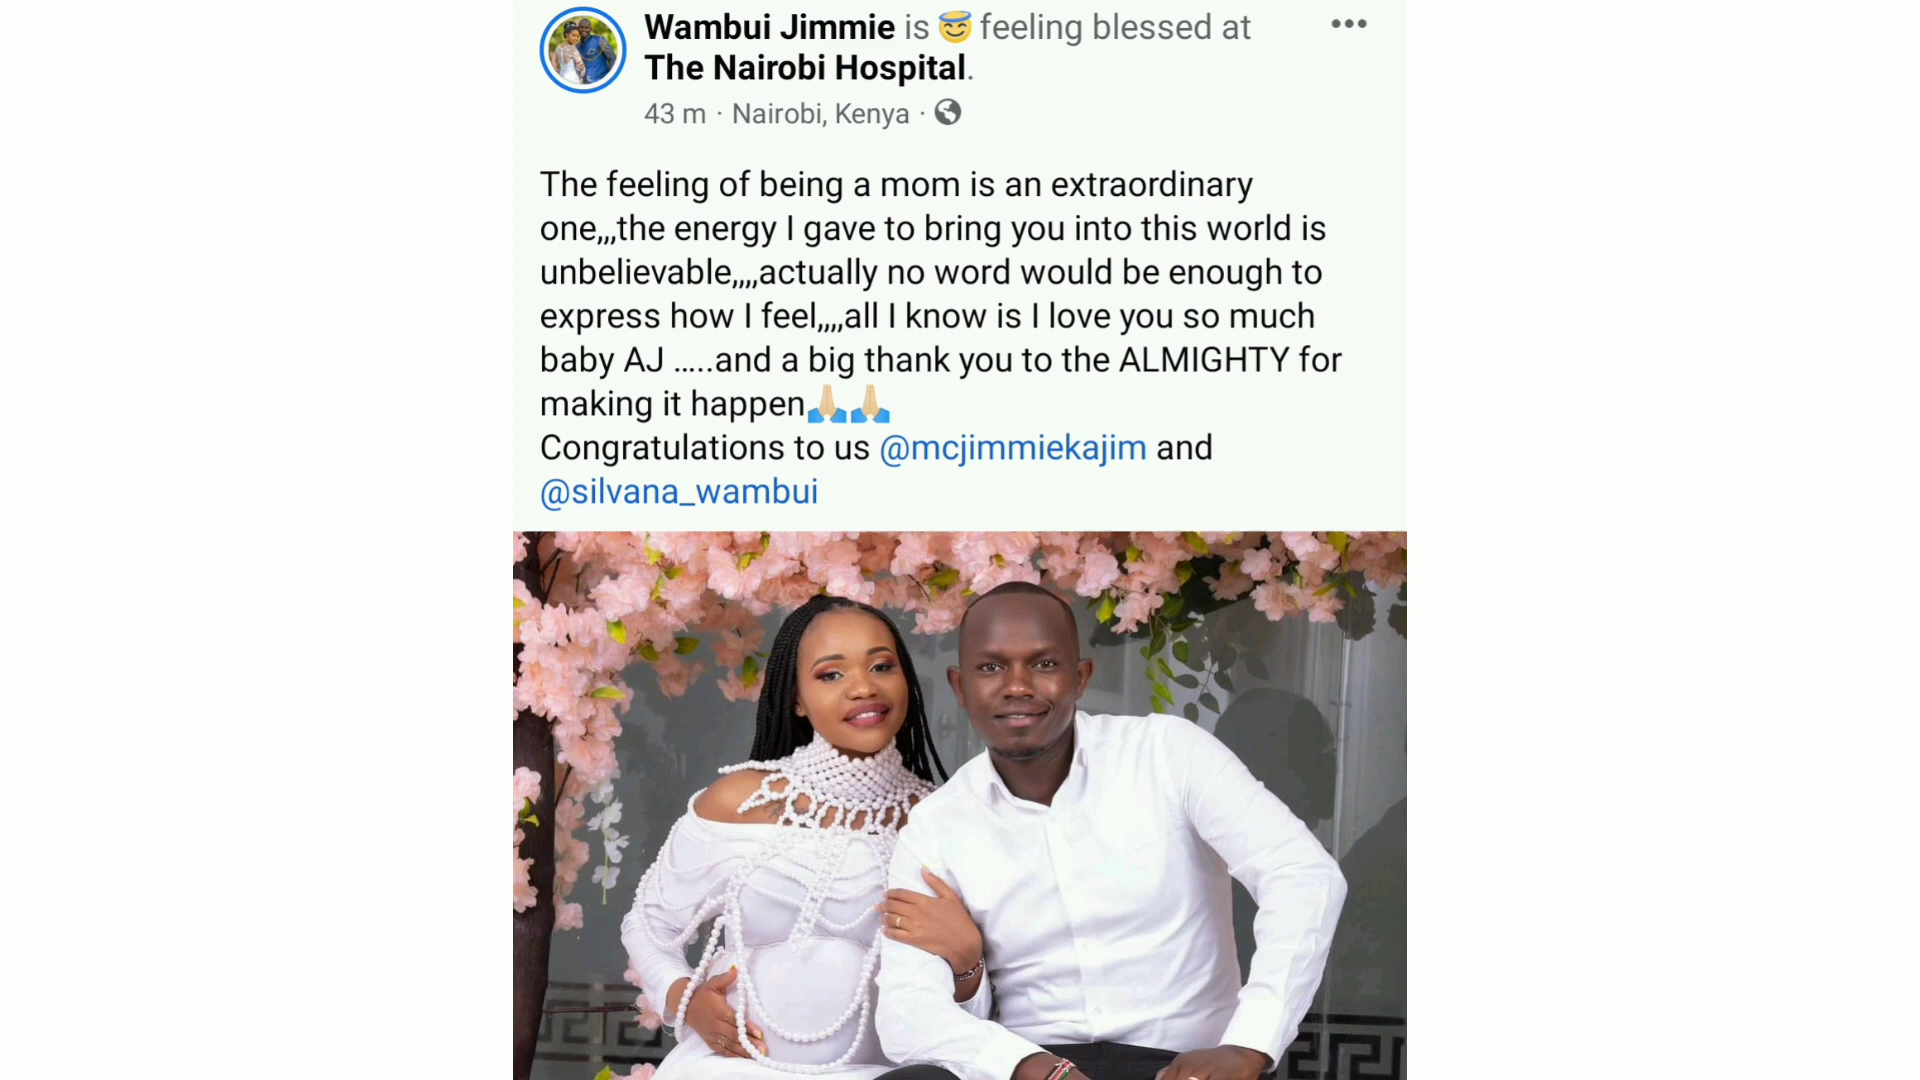 Wambui Jimmie is 😇 feeling blessed at
The Nairobi Hospital.
43 m · Nairobi, Kenya ·
The feeling of being a mom is an extraordinary
one,,,the energy I gave to bring you into this world is
unbelievable,,,,actually no word would be enough to
express how I feel,,,,all I know is I love you so much
baby AJ …..and a big thank you to the ALMIGHTY for
making it happen🙏🏼🙏🏼
Congratulations to us @mcjimmiekajim and
@silvana_wambui